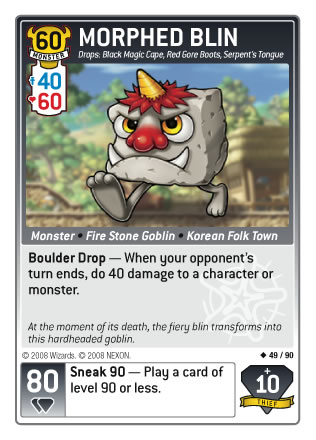 60
MONSTER
MORPHED BLIN
Drops: Black Magic Cape, Red Gore Boots, Serpent's Tongue
40
60
Monster • Fire Stone Goblin • Korean Folk Town
Boulder Drop — When your opponent's
turn ends, do 40 damage to a character or
monster.
At the moment of its death, the fiery blin transforms into
this hardheaded goblin.
© 2008 Wizards. © 2008 NEXON.
◆ 49 / 90
80
Sneak 90 — Play a card of
level 90 or less.
+
10
THIEF